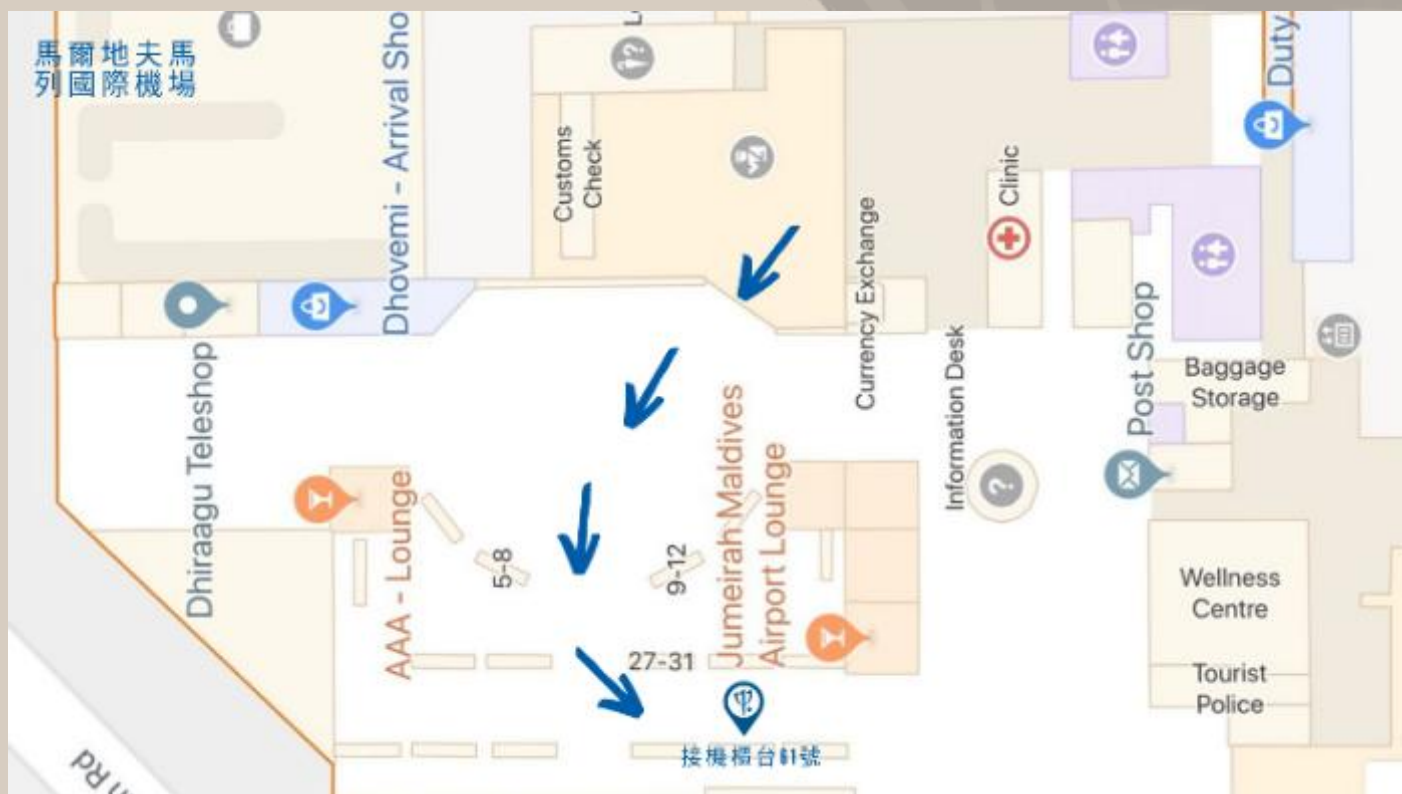 馬爾地夫馬
列國際機場
Dhovemi - Arrival Sho
Duty
Customs
Check
Clinic
Currency Exchange
Dhiraagu Teleshop
Information Desk
Post Shop
Baggage
Storage
AAA - Lounge
5-8
9-12
Jumeirah Maldives
Airport Lounge
Wellness
Centre
27-31
Tourist
Police
接機櫃台61號